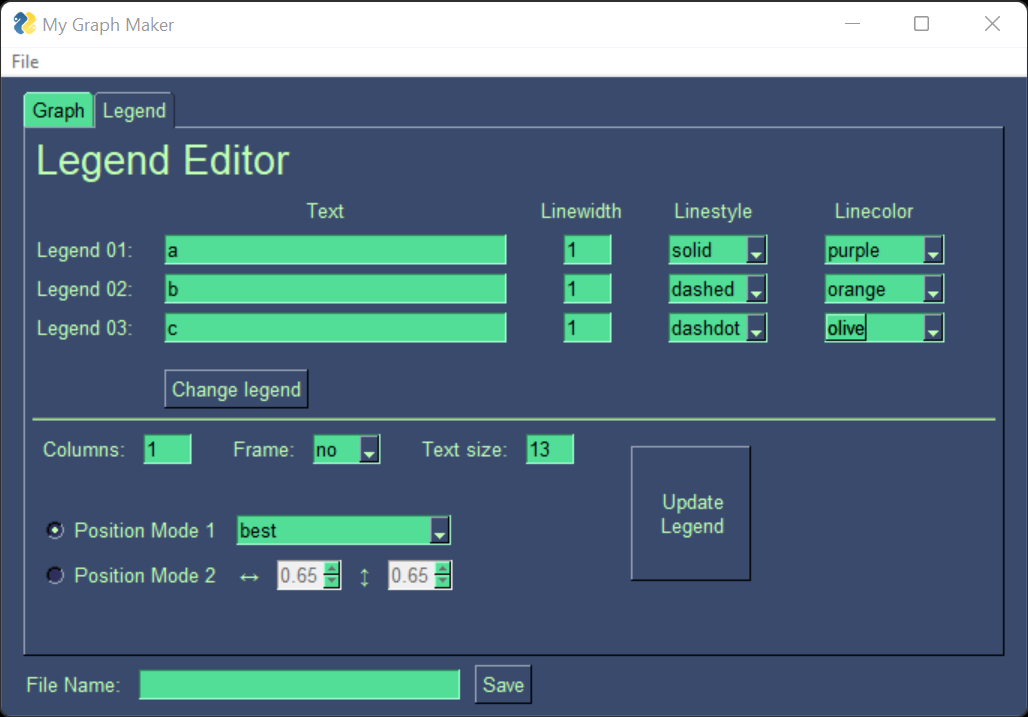 My Graph Maker
File
Graph Legend
Legend Editor
Text Linewidth Linestyle Linecolor
Legend 01: a 1 solid purple
Legend 02: b 1 dashed orange
Legend 03: c 1 dashdot olive
Change legend
Columns: 1 Frame: no Text size: 13
Update
Legend
Position Mode 1 best
Position Mode 2 ↔ 0.65 ↕ 0.65
File Name: Save